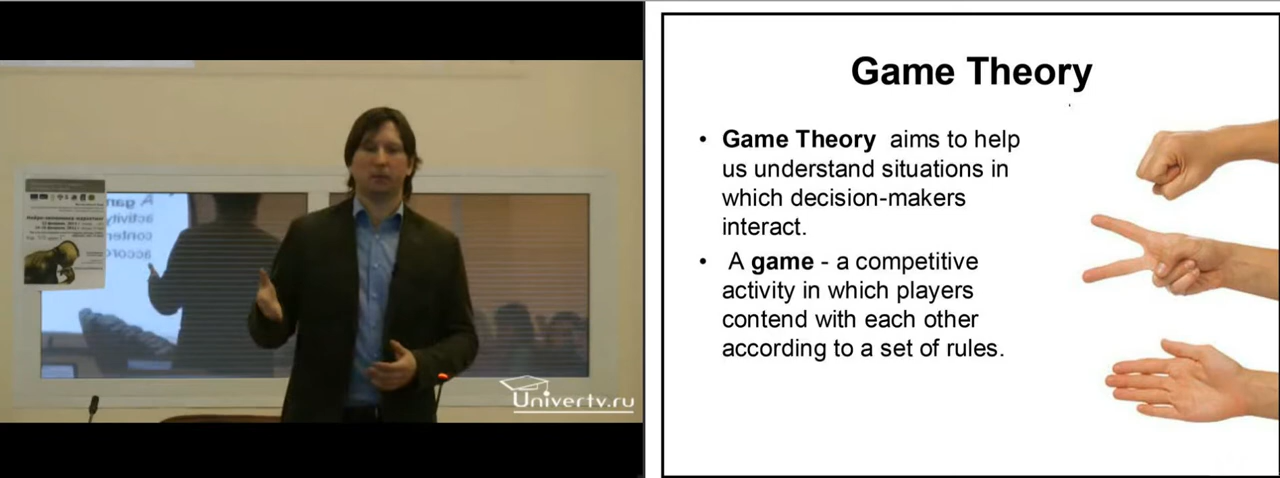 Univertv.ru
Game Theory
• Game Theory aims to help
us understand situations in
which decision-makers
interact.
• A game - a competitive
activity in which players
contend with each other
according to a set of rules.